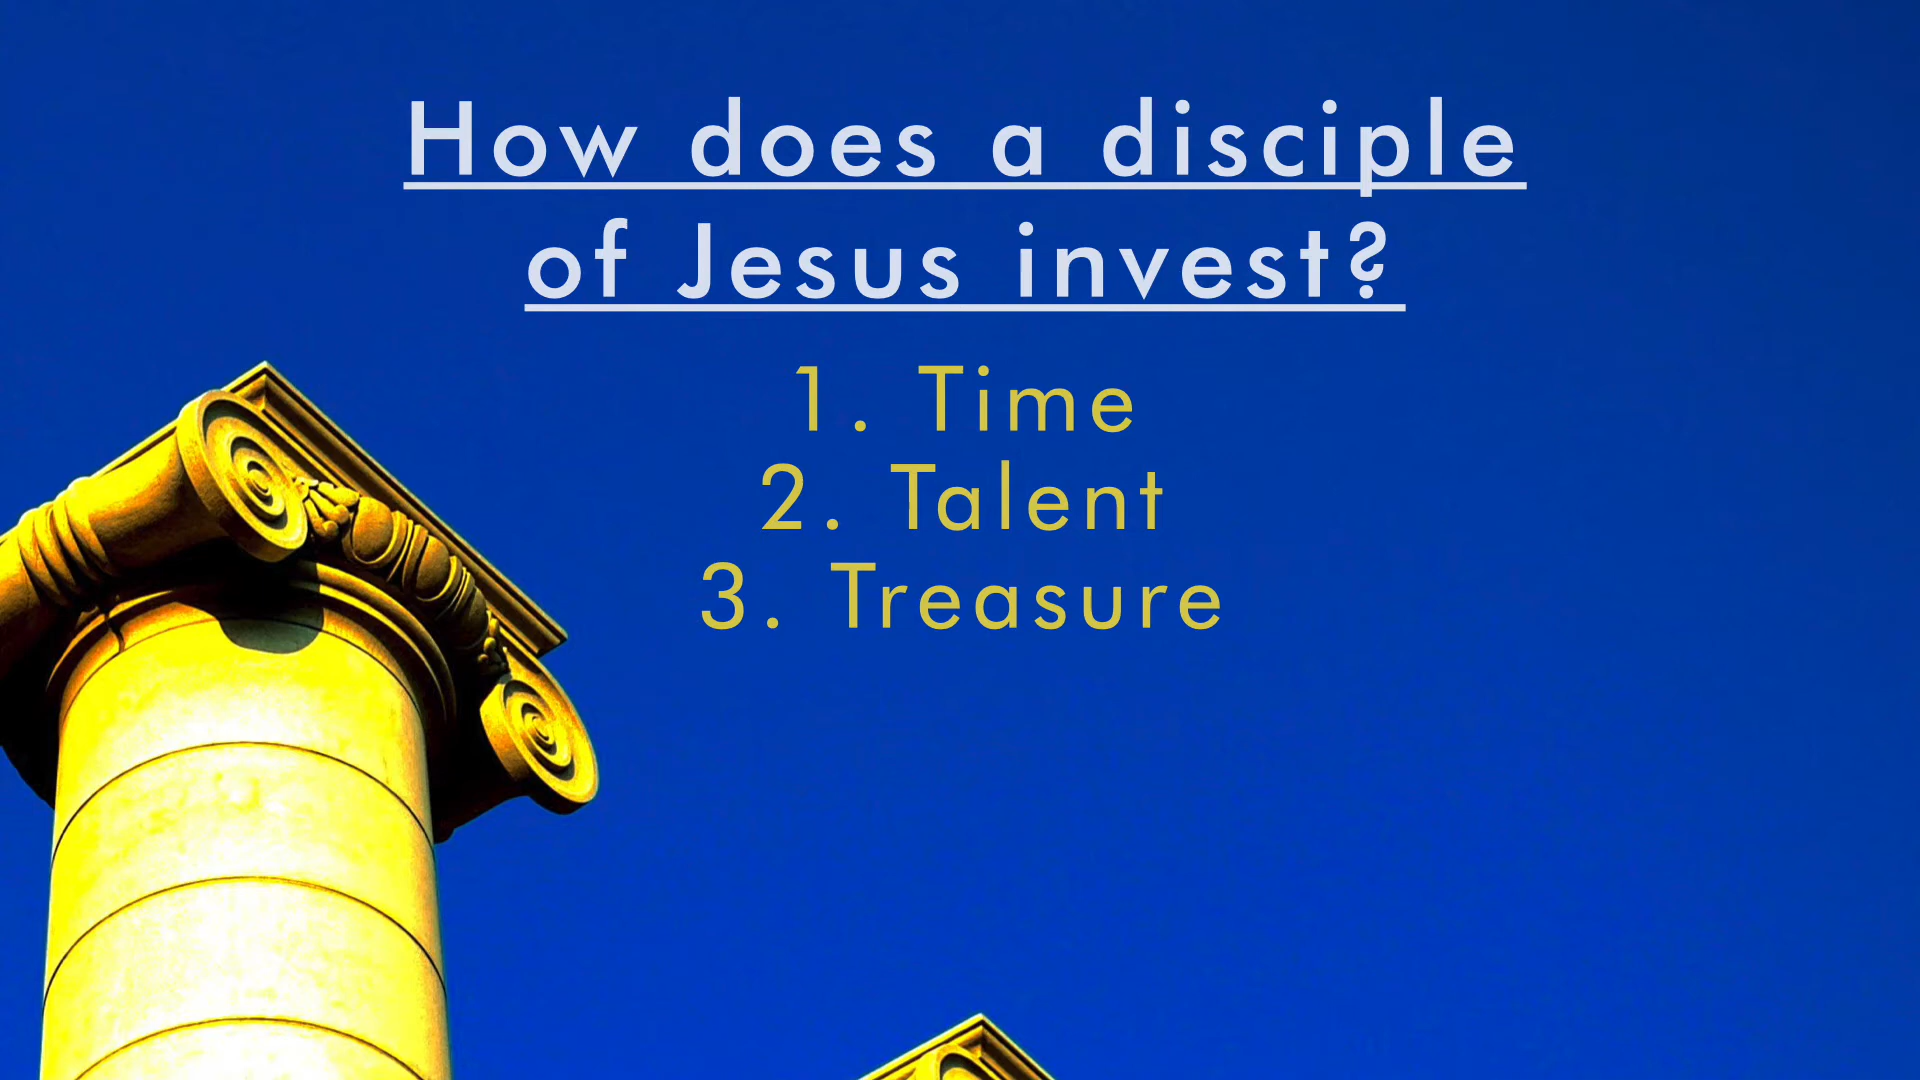 How does a disciple
of Jesus invest?
1. Time
2. Talent
3. Treasure